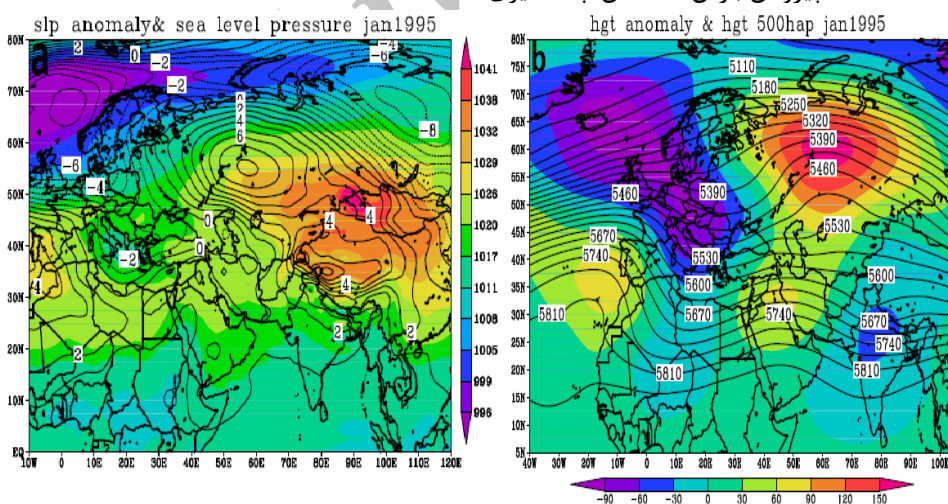 slp anomaly& sea level pressure jan1995
a
80N
70N
60N
50N
40N
30N
20N
10N
EQ
10W 0 10E 20E 30E 40E 50E 60E 70E 80E 90E 100E 110E 120E
2 0 -4
-2 -6
-2
0
2
4
6 -8
-6
-4
0 4 4
0
-2
4 4
2
2
2
1041
1038
1032
1029
1026
1020
1017
1011
1008
1005
999
996
hgt anomaly & hgt 500hap jan1995
b
80N
75N
70N
65N
60N
55N
50N
45N
40N
35N
30N
25N
20N
15N
10N
5N
40W 30W 20W 10W 0 10E 20E 30E 40E 50E 60E 70E 80E 90E 100E
5110
5180
5250
5320
5390
5460
5460 5390
5530
5670
5740 5530
5600 5600
5810 5670 5740 5670
5740
5810 5810
-90 -60 -30 0 30 60 90 120 150